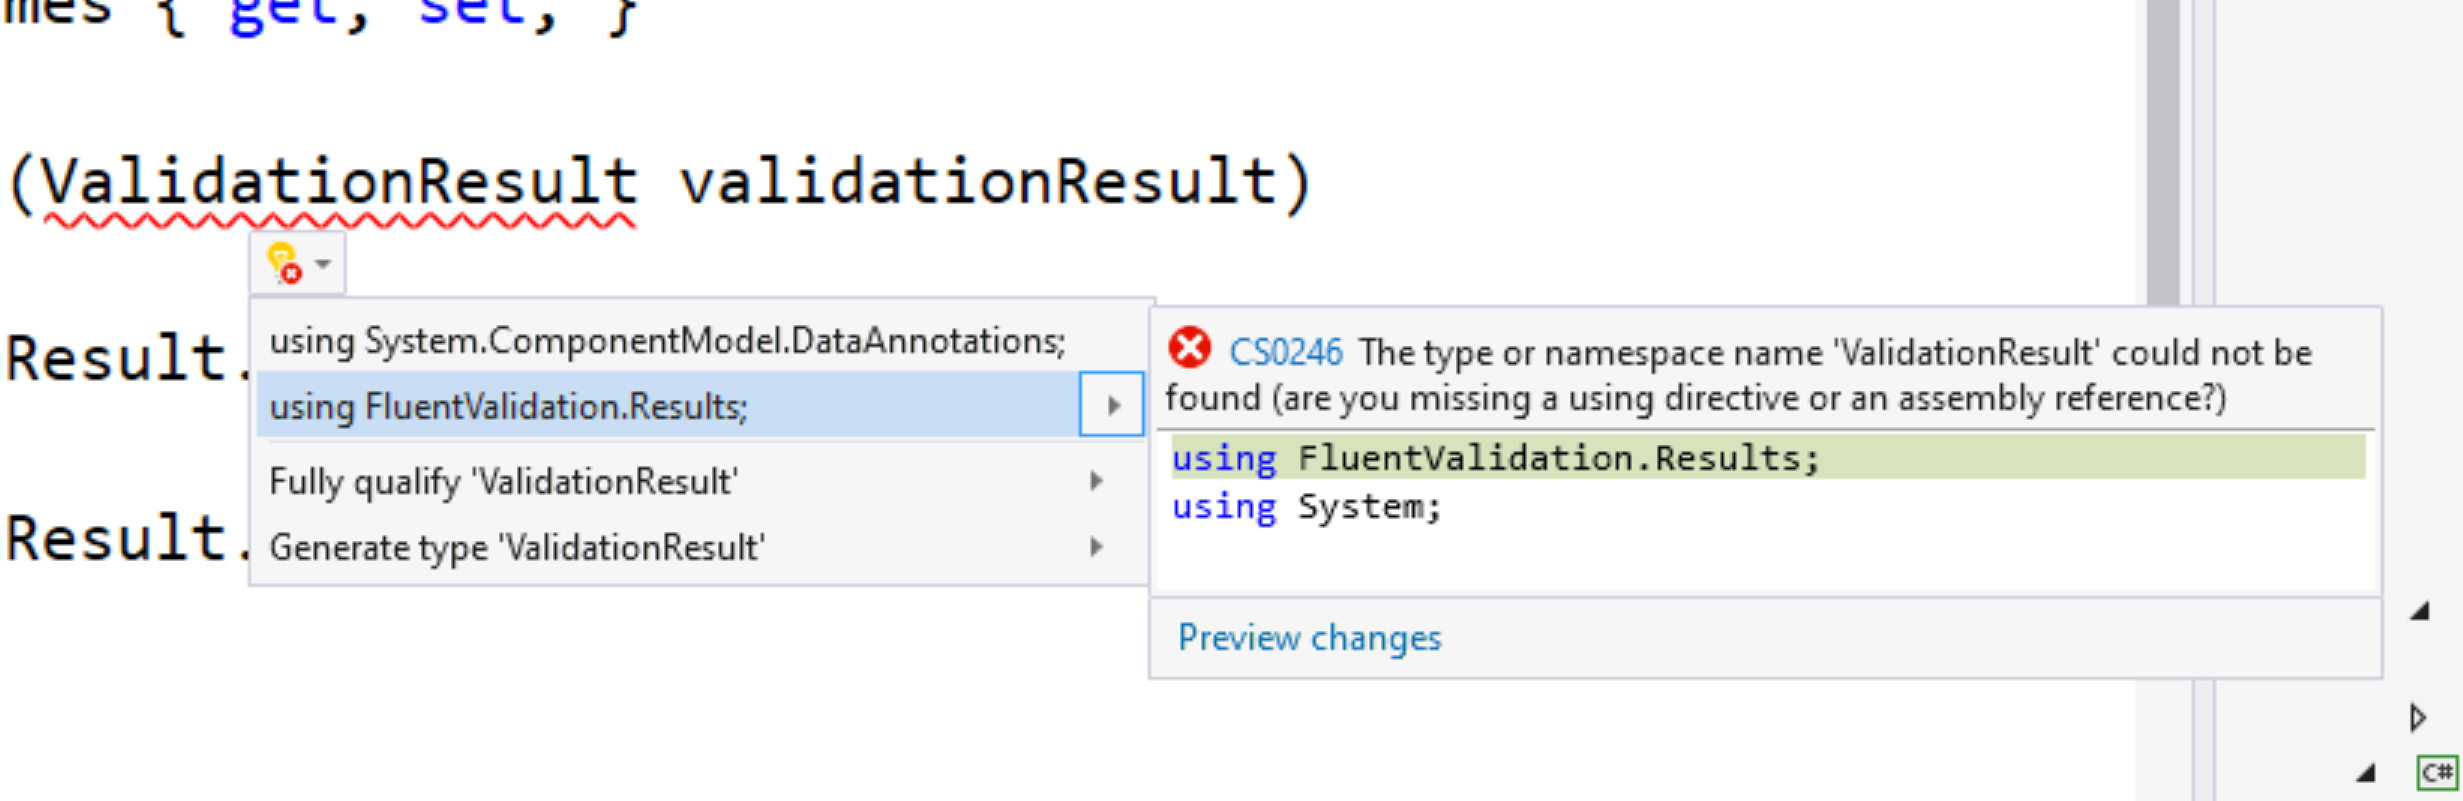 mes { get; set; }
(ValidationResult validationResult)
Result.
Result.
using System.ComponentModel.DataAnnotations;
using FluentValidation.Results;
Fully qualify 'ValidationResult'
Generate type 'ValidationResult'
CS0246 The type or namespace name 'ValidationResult' could not be
found (are you missing a using directive or an assembly reference?)
using FluentValidation.Results;
using System;
Preview changes
C#